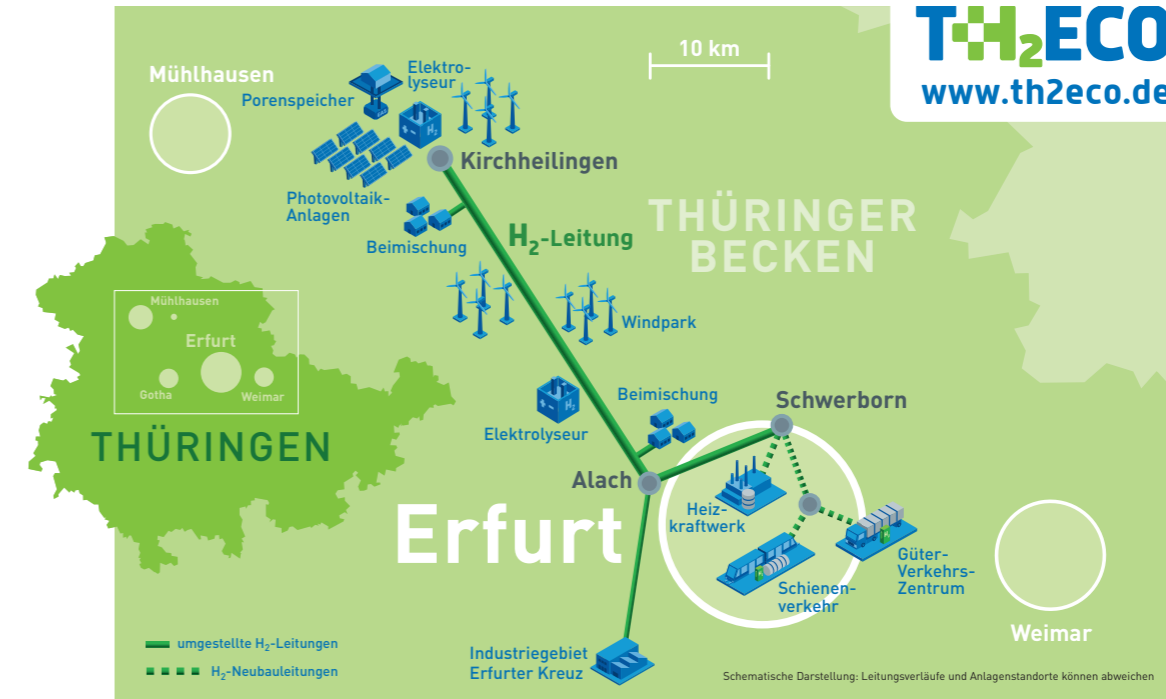 TH₂ECO
www.th2eco.de
10 km
Mühlhausen
Elektro-
lyseur
Porenspeicher
H₂
Kirchheilingen
Photovoltaik-
Anlagen
Beimischung
H₂-Leitung
THÜRINGER
BECKEN
Windpark
Mühlhausen
Erfurt
Gotha
Weimar
THÜRINGEN
H₂
Elektrolyseur
Beimischung
Schwerborn
Alach
Erfurt
Heiz-
kraftwerk
Schienen-
verkehr
Güter-
Verkehrs-
Zentrum
Weimar
Industriegebiet
Erfurter Kreuz
umgestellte H₂-Leitungen
H₂-Neubauleitungen
Schematische Darstellung: Leitungsverläufe und Anlagenstandorte können abweichen